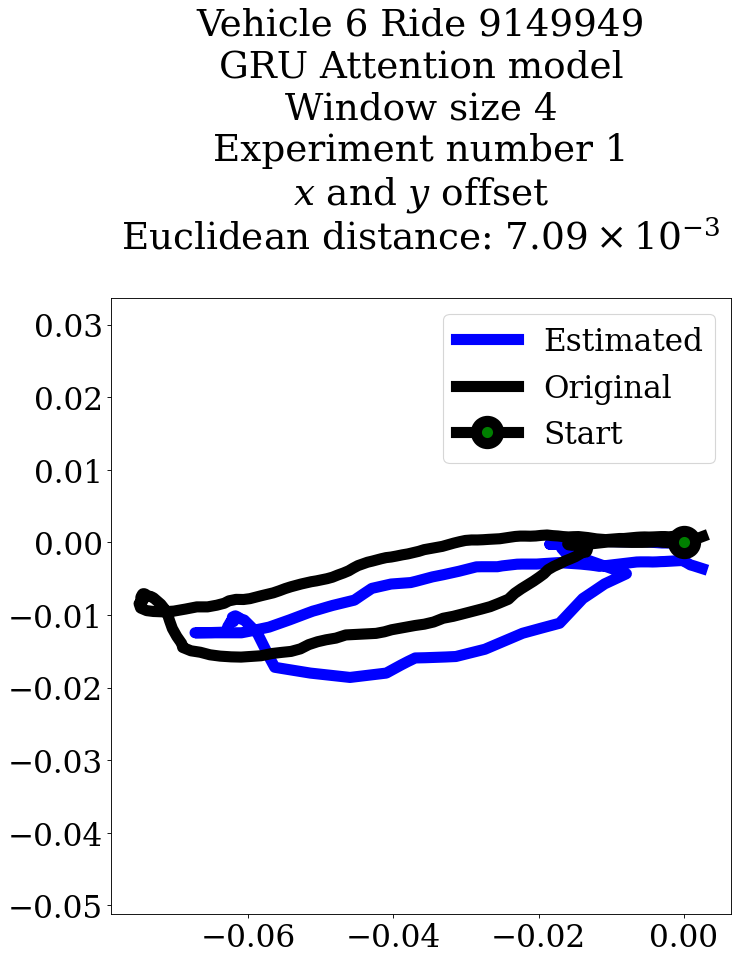 Vehicle 6 Ride 9149949
GRU Attention model
Window size 4
Experiment number 1
x and y offset
Euclidean distance: 7.09 × 10⁻³
Estimated
Original
Start
0.03
0.02
0.01
0.00
−0.01
−0.02
−0.03
−0.04
−0.05
−0.06 −0.04 −0.02 0.00